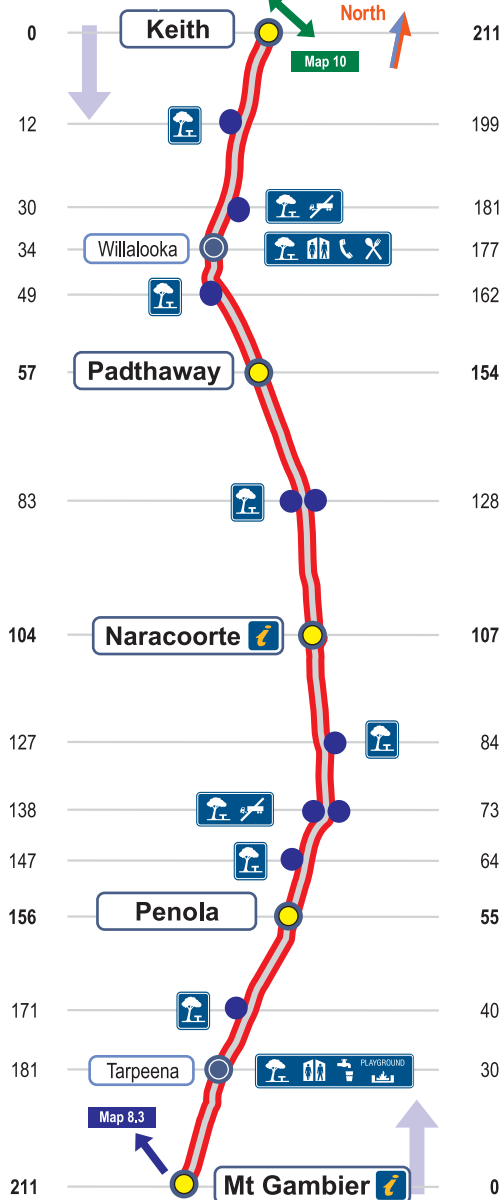 North
0 Keith 211
Map 10
12 199
30 181
34 Willalooka 177
49 162
57 Padthaway 154
83 128
104 Naracoorte i 107
127 84
138 73
147 64
156 Penola 55
171 40
PLAYGROUND
181 Tarpeena 30
Map 8.3
211 Mt Gambier i 0